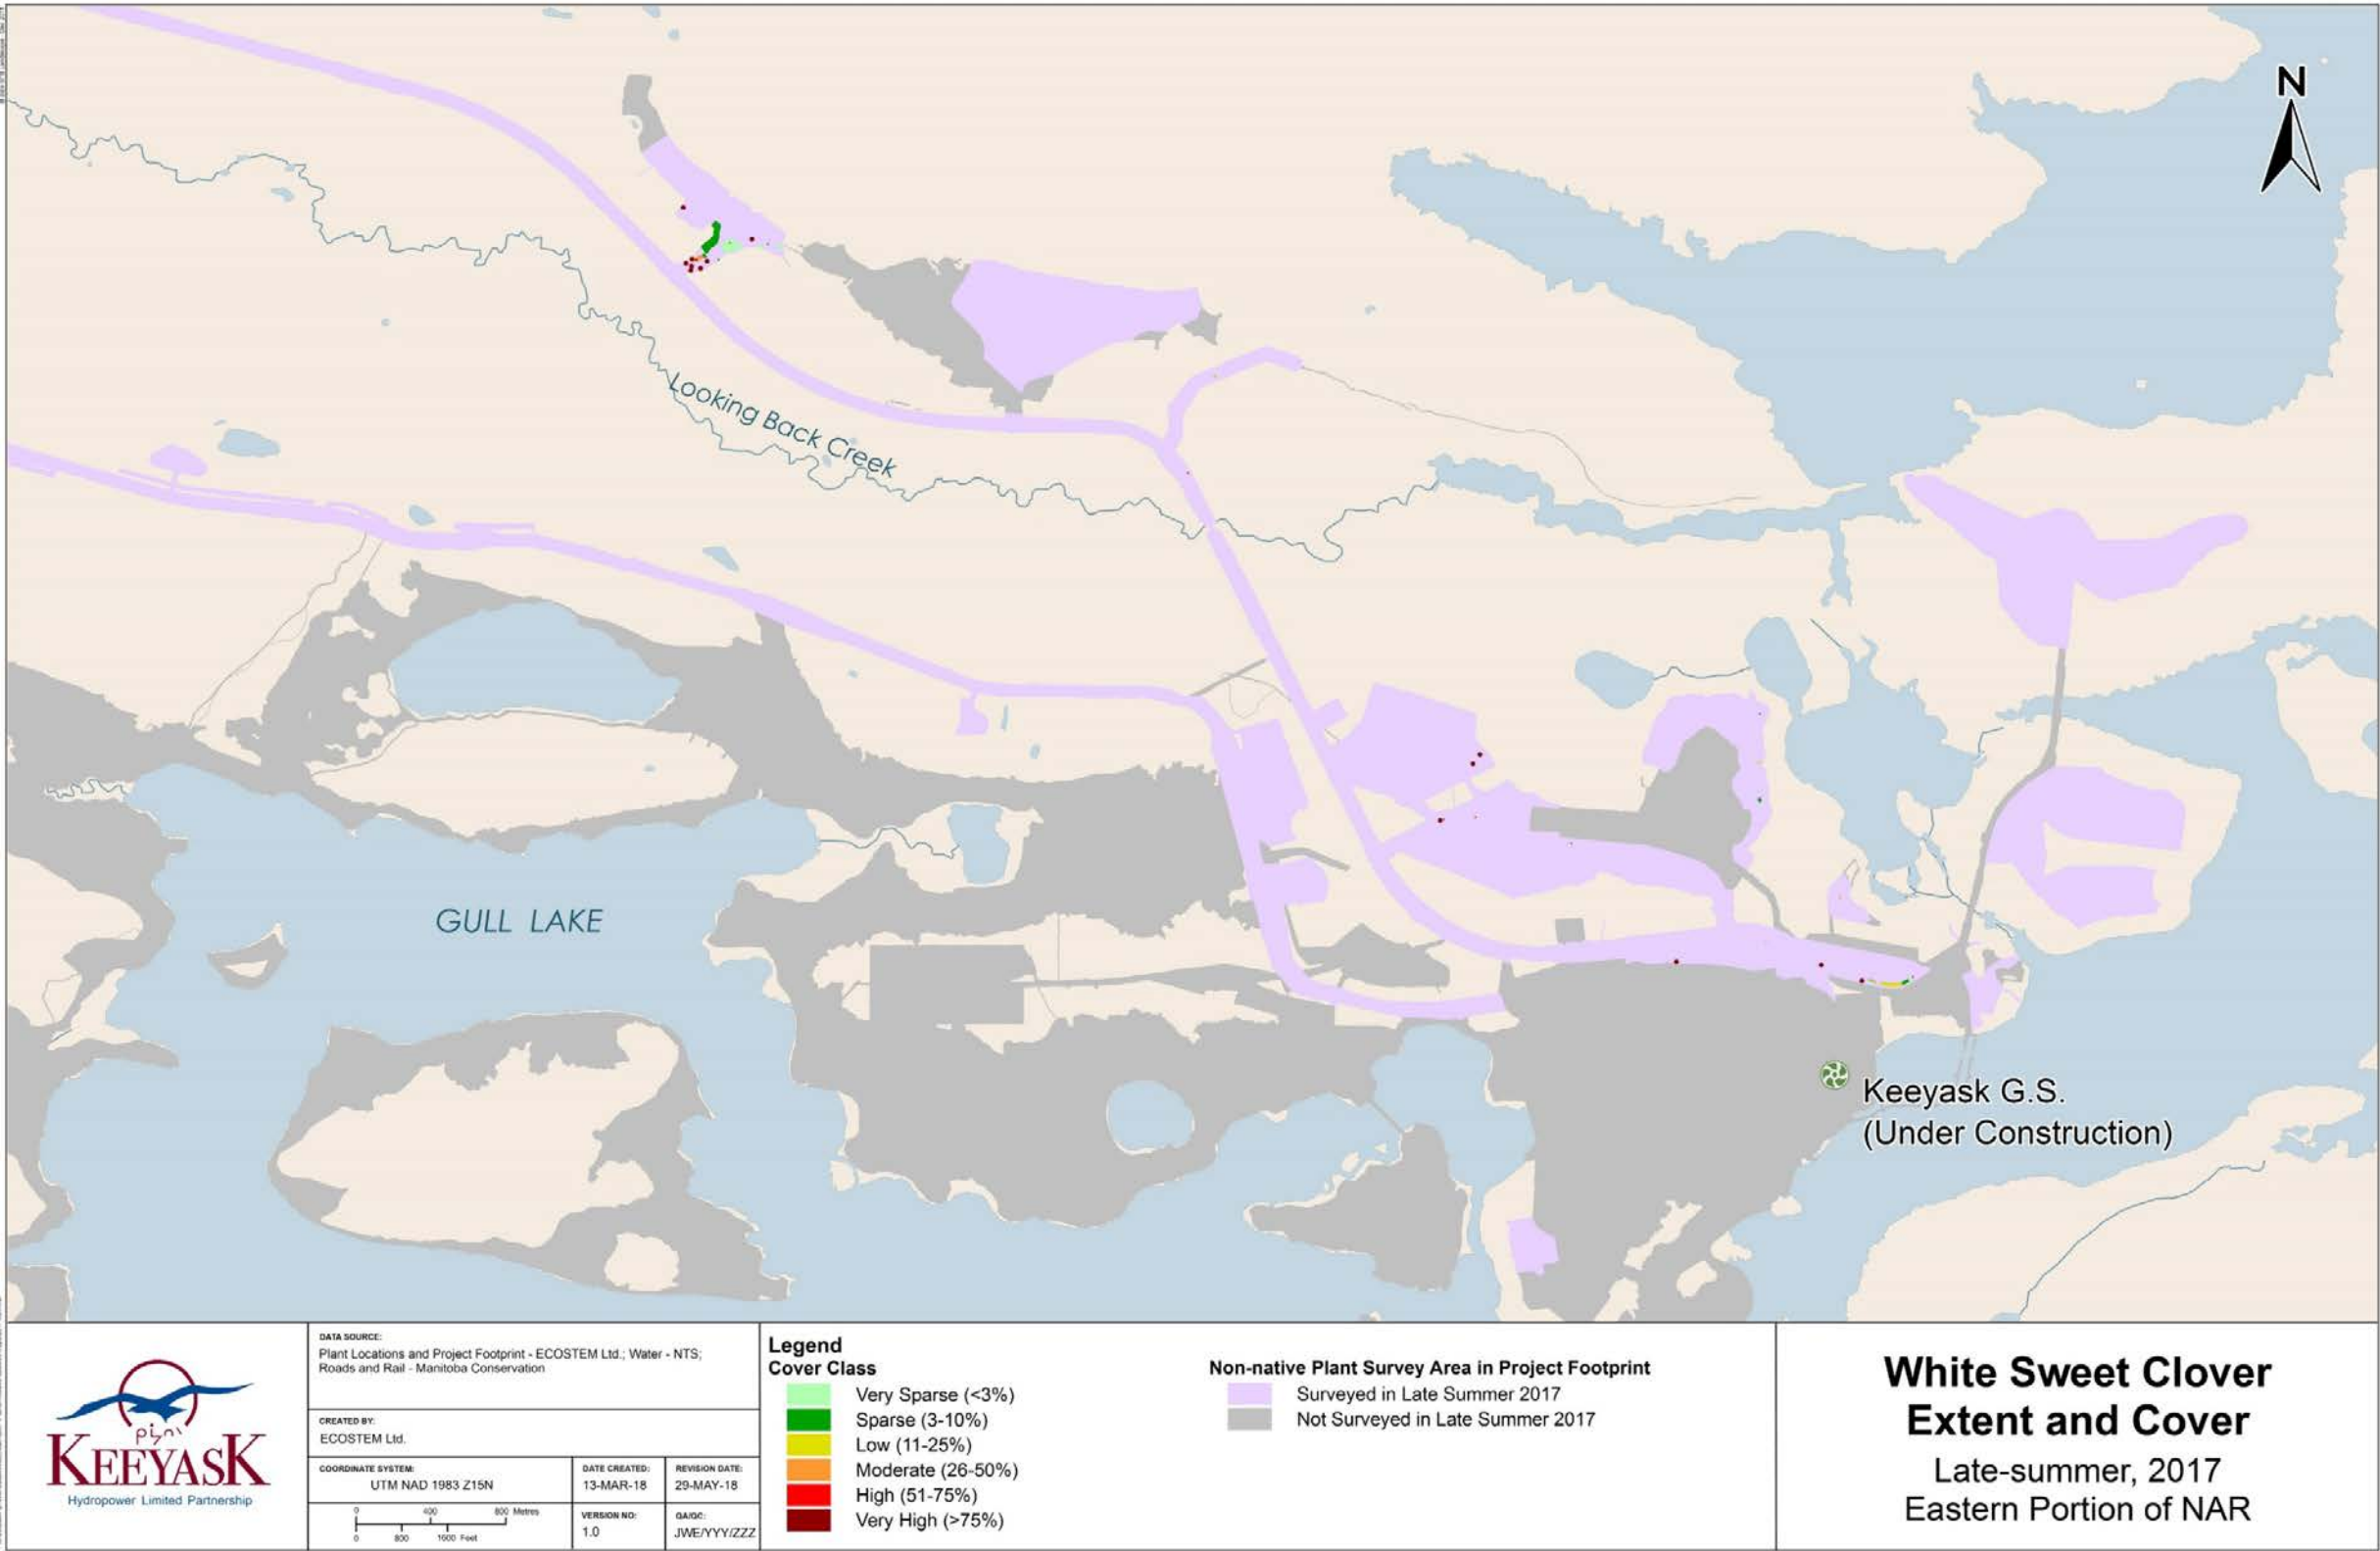 N
Looking Back Creek
GULL LAKE
Keeyask G.S.
(Under Construction)
KEEYASK
Hydropower Limited Partnership
DATA SOURCE:
Plant Locations and Project Footprint - ECOSTEM Ltd.; Water - NTS;
Roads and Rail - Manitoba Conservation
CREATED BY:
ECOSTEM Ltd.
COORDINATE SYSTEM:
UTM NAD 1983 Z15N
DATE CREATED:
13-MAR-18
REVISION DATE:
29-MAY-18
0 400 800 Metres
0 800 1600 Feet
VERSION NO:
1.0
QA/QC:
JWE/YYY/ZZZ
Legend
Cover Class
Very Sparse (<3%)
Sparse (3-10%)
Low (11-25%)
Moderate (26-50%)
High (51-75%)
Very High (>75%)
Non-native Plant Survey Area in Project Footprint
Surveyed in Late Summer 2017
Not Surveyed in Late Summer 2017
White Sweet Clover
Extent and Cover
Late-summer, 2017
Eastern Portion of NAR